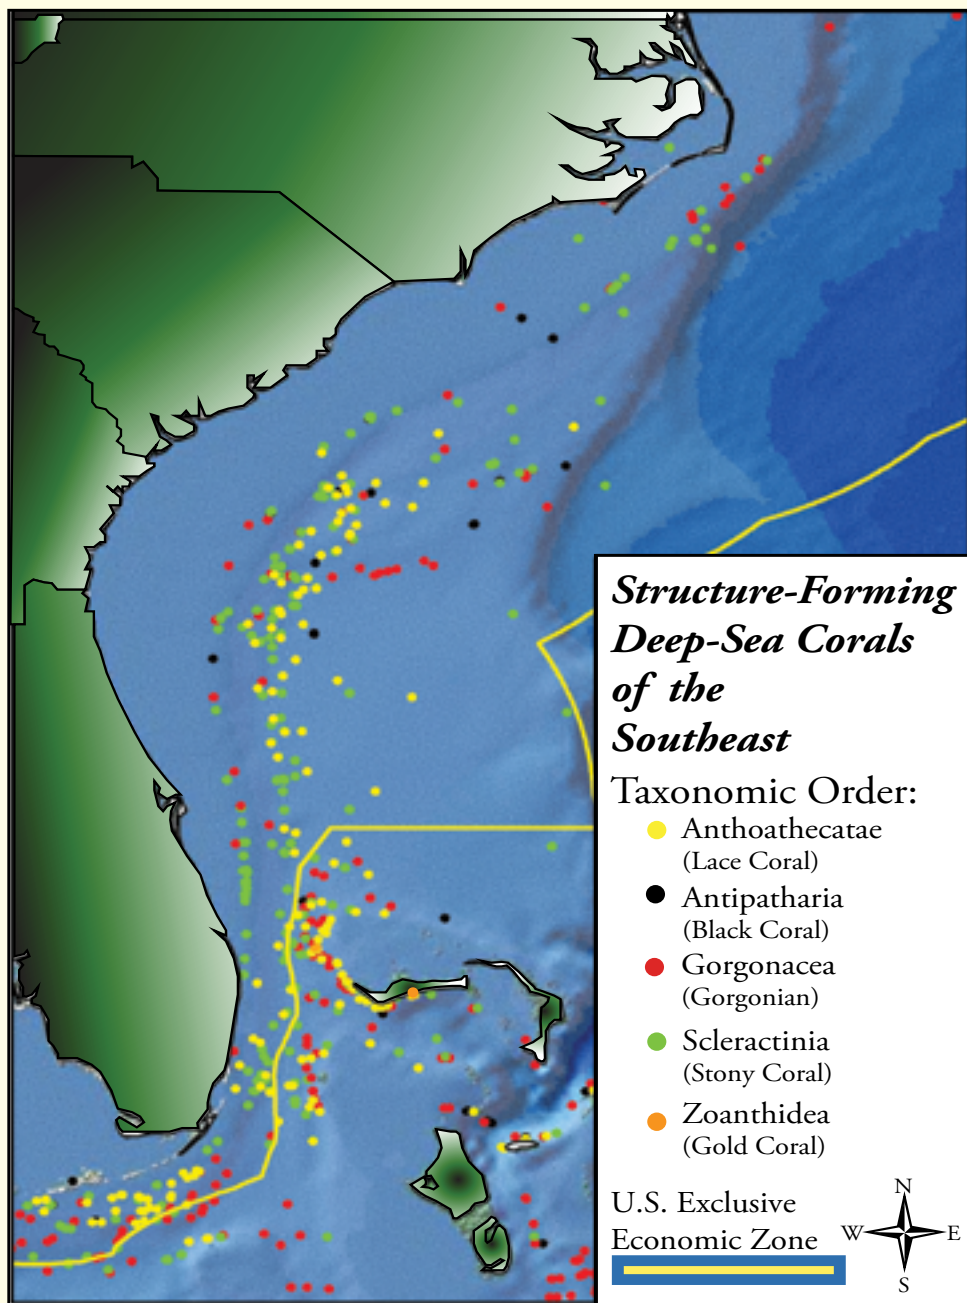 Structure-Forming
Deep-Sea Corals
of the
Southeast
Taxonomic Order:
Anthoathecatae
(Lace Coral)
Antipatharia
(Black Coral)
Gorgonacea
(Gorgonian)
Scleractinia
(Stony Coral)
Zoanthidea
(Gold Coral)
U.S. Exclusive
Economic Zone
N
W E
S